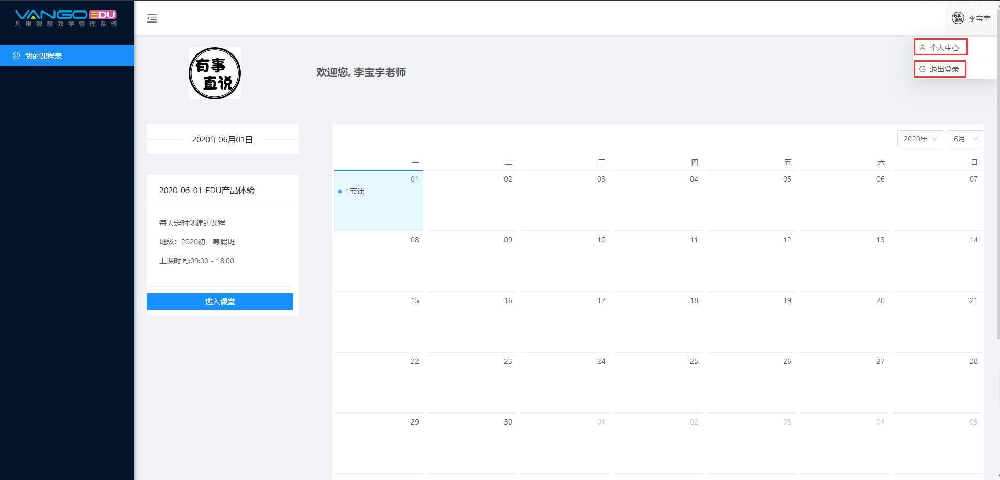 VANGOEDU
凡果智慧教学管理系统
有事直说
李宝宇
我的课程表
个人中心
退出登录
有事
直说
欢迎您, 李宝宇老师
2020年06月01日
2020年
6月
一 二 三 四 五 六 日
01 02 03 04 05 06 07
1节课
2020-06-01-EDU产品体验
每天定时创建的课程
班级：2020初一寒假班
上课时间:09:00 - 18:00
进入课堂
08 09 10 11 12 13 14
15 16 17 18 19 20 21
22 23 24 25 26 27 28
29 30 01 02 03 04 05